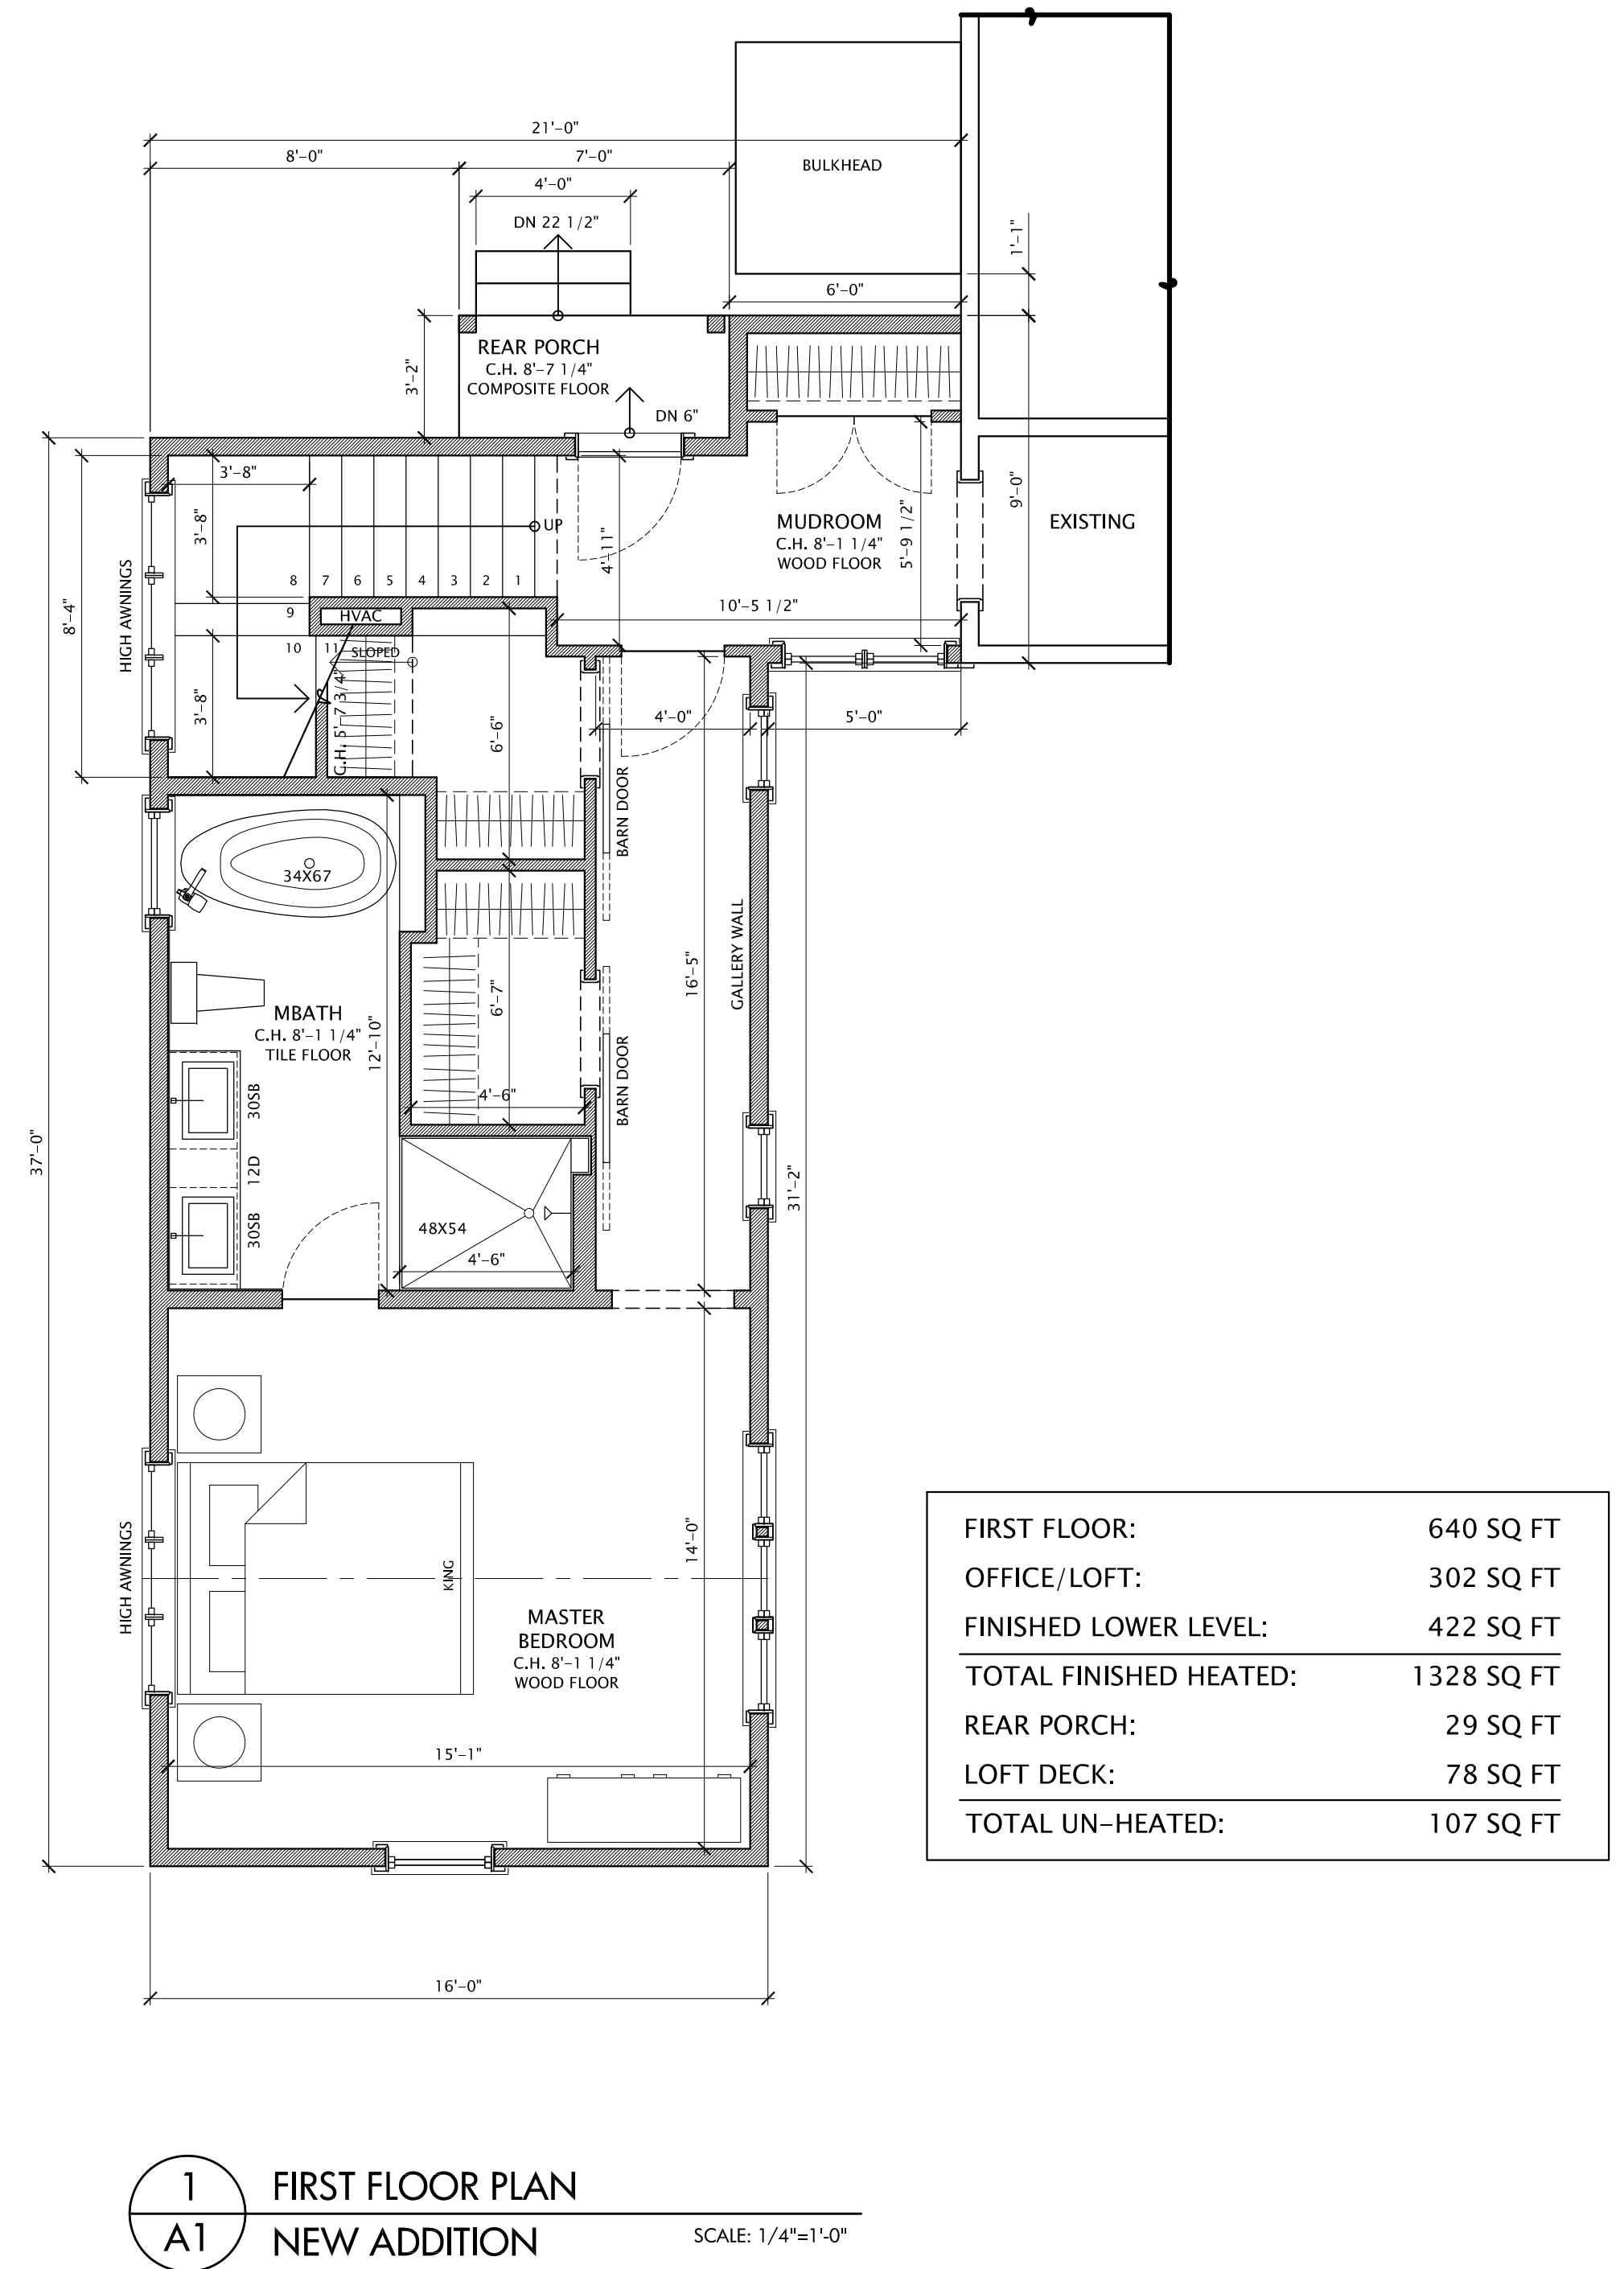 21'-0"
8'-0"
7'-0"
4'-0"
DN 22 1/2"
BULKHEAD
1'-1"
6'-0"
REAR PORCH
C.H. 8'-7 1/4"
COMPOSITE FLOOR
3'-2"
DN 6"
3'-8"
3'-8"
UP
4'-11"
MUDROOM
C.H. 8'-1 1/4"
WOOD FLOOR
5'-9 1/2"
9'-0"
EXISTING
8 7 6 5 4 3 2 1
9
HVAC
10'-5 1/2"
HIGH AWNINGS
8'-4"
10 11
SLOPED
C.H. 5'-7 3/4"
3'-8"
6'-6"
4'-0"
5'-0"
BARN DOOR
34X67
GALLERY WALL
16'-5"
MBATH
C.H. 8'-1 1/4"
TILE FLOOR
12'-10"
6'-7"
4'-6"
BARN DOOR
30SB
12D
30SB
37'-0"
31'-2"
48X54
4'-6"
HIGH AWNINGS
KING
14'-0"
MASTER
BEDROOM
C.H. 8'-1 1/4"
WOOD FLOOR
15'-1"
16'-0"
FIRST FLOOR: 640 SQ FT
OFFICE/LOFT: 302 SQ FT
FINISHED LOWER LEVEL: 422 SQ FT
TOTAL FINISHED HEATED: 1328 SQ FT
REAR PORCH: 29 SQ FT
LOFT DECK: 78 SQ FT
TOTAL UN-HEATED: 107 SQ FT
1
A1
FIRST FLOOR PLAN
NEW ADDITION
SCALE: 1/4"=1'-0"